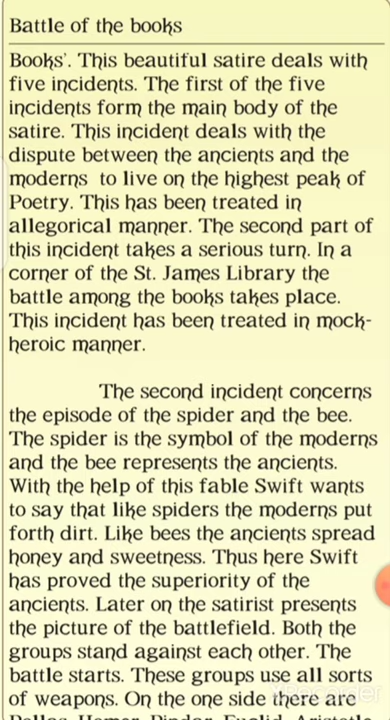 Battle of the books
Books'. This beautiful satire deals with
five incidents. The first of the five
incidents form the main body of the
satire. This incident deals with the
dispute between the ancients and the
moderns to live on the highest peak of
Poetry. This has been treated in
allegorical manner. The second part of
this incident takes a serious turn. In a
corner of the St. James Library the
battle among the books takes place.
This incident has been treated in mock-
heroic manner.
The second incident concerns
the episode of the spider and the bee.
The spider is the symbol of the moderns
and the bee represents the ancients.
With the help of this fable Swift wants
to say that like spiders the moderns put
forth dirt. Like bees the ancients spread
honey and sweetness. Thus here Swift
has proved the superiority of the
ancients. Later on the satirist presents
the picture of the battlefield. Both the
groups stand against each other. The
battle starts. These groups use all sorts
of weapons. On the one side there are
Pallas, Homer, Pindar, Euclid, Aristotle